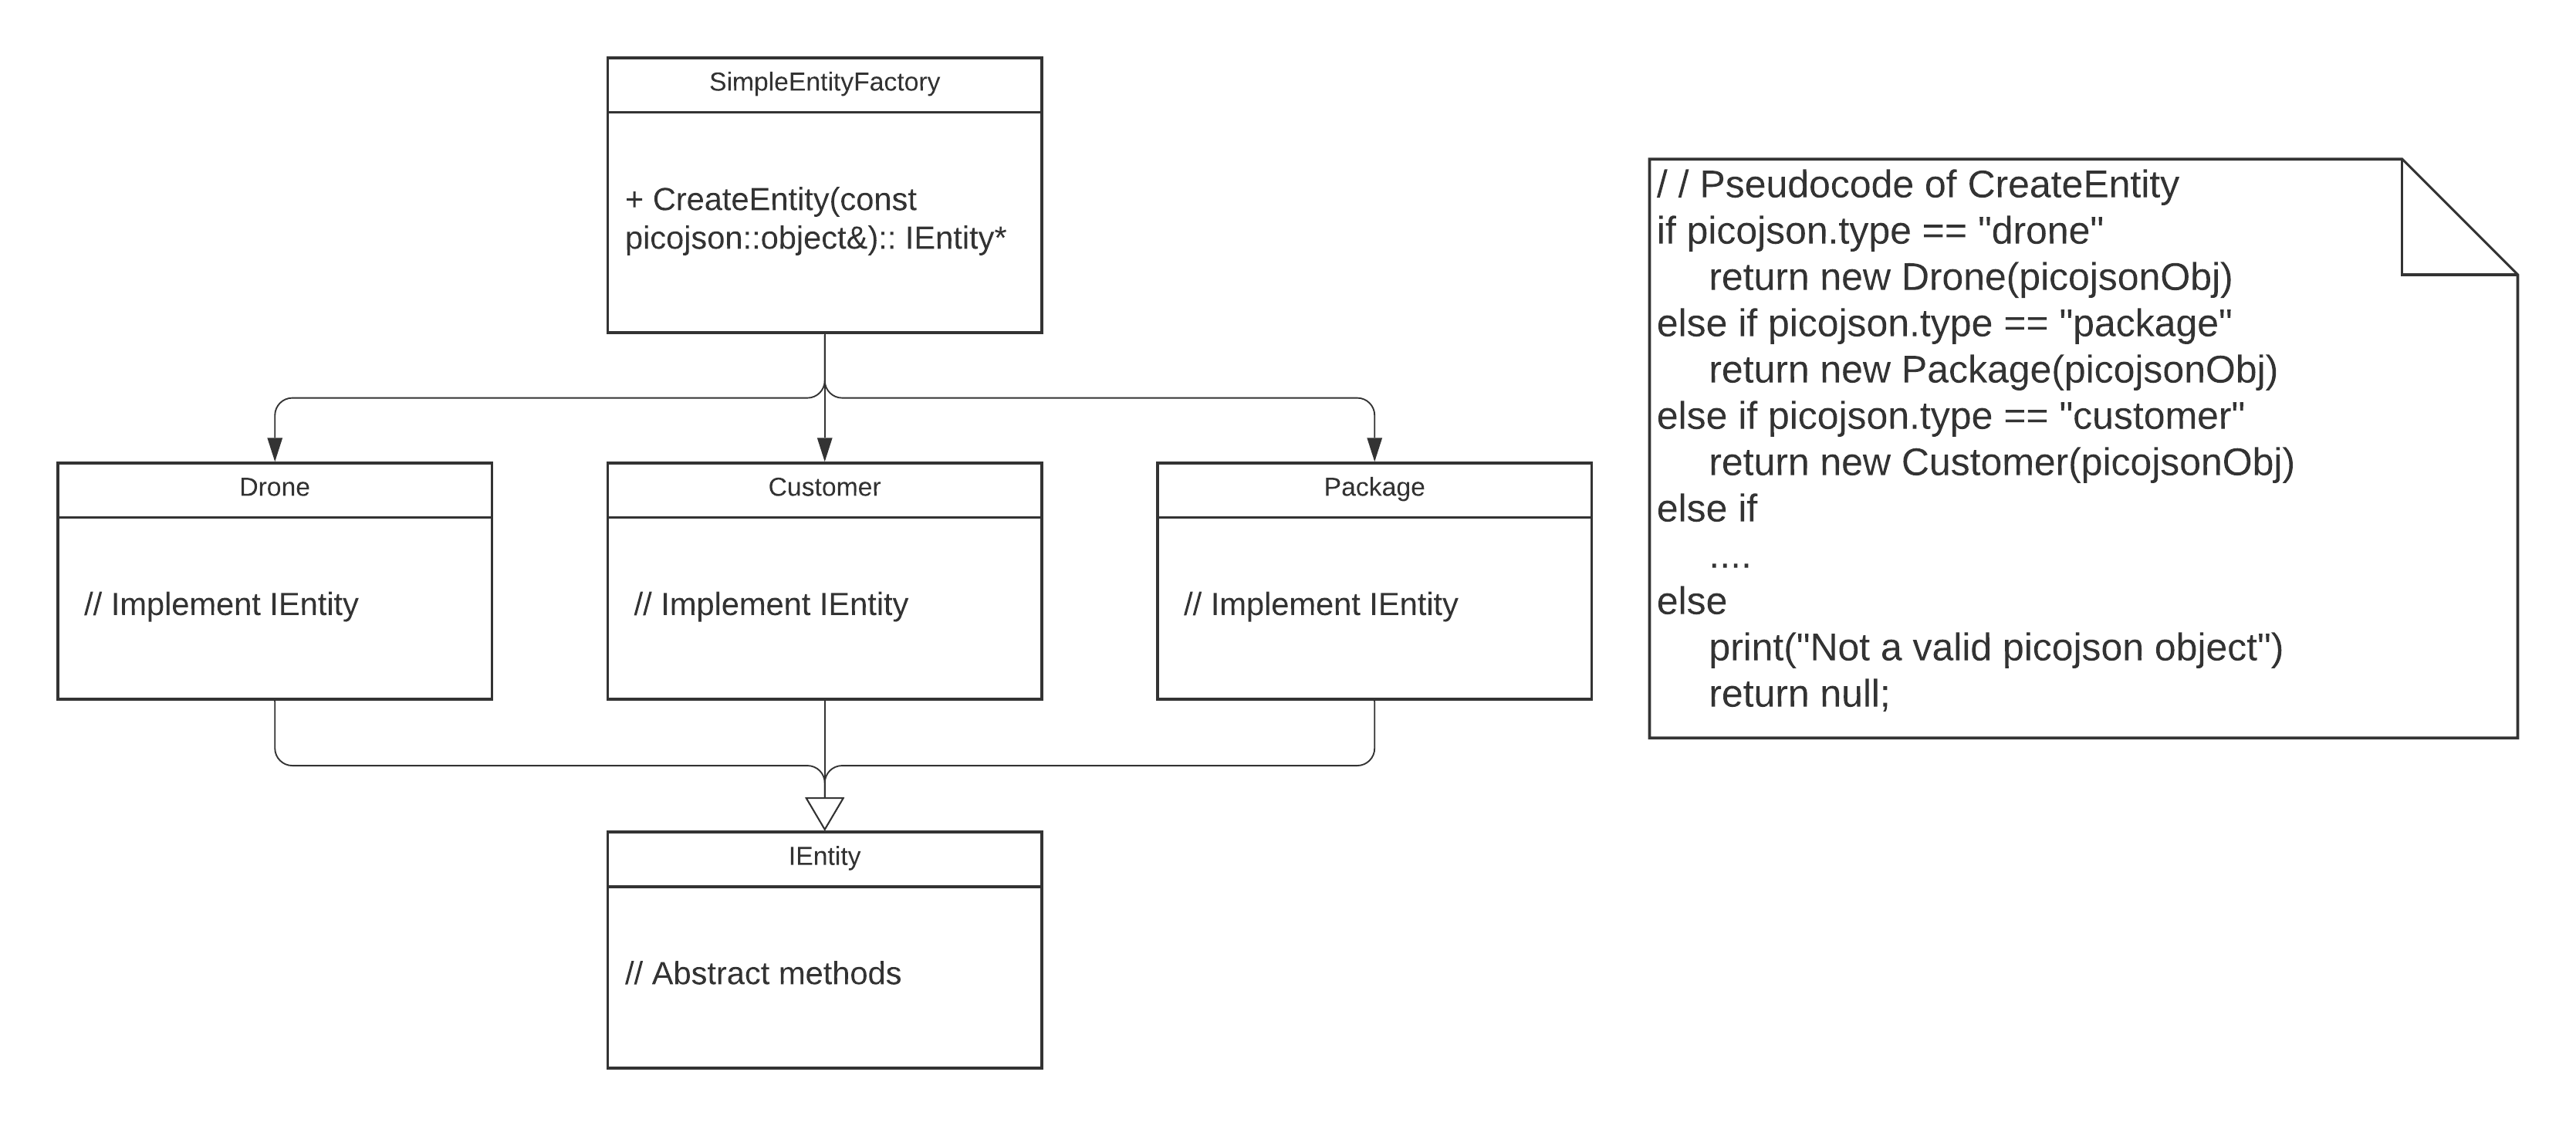 SimpleEntityFactory
+ CreateEntity(const
picojson::object&):: IEntity*
Drone
// Implement IEntity
Customer
// Implement IEntity
Package
// Implement IEntity
IEntity
// Abstract methods
/ / Pseudocode of CreateEntity
if picojson.type == "drone"
return new Drone(picojsonObj)
else if picojson.type == "package"
return new Package(picojsonObj)
else if picojson.type == "customer"
return new Customer(picojsonObj)
else if
....
else
print("Not a valid picojson object")
return null;